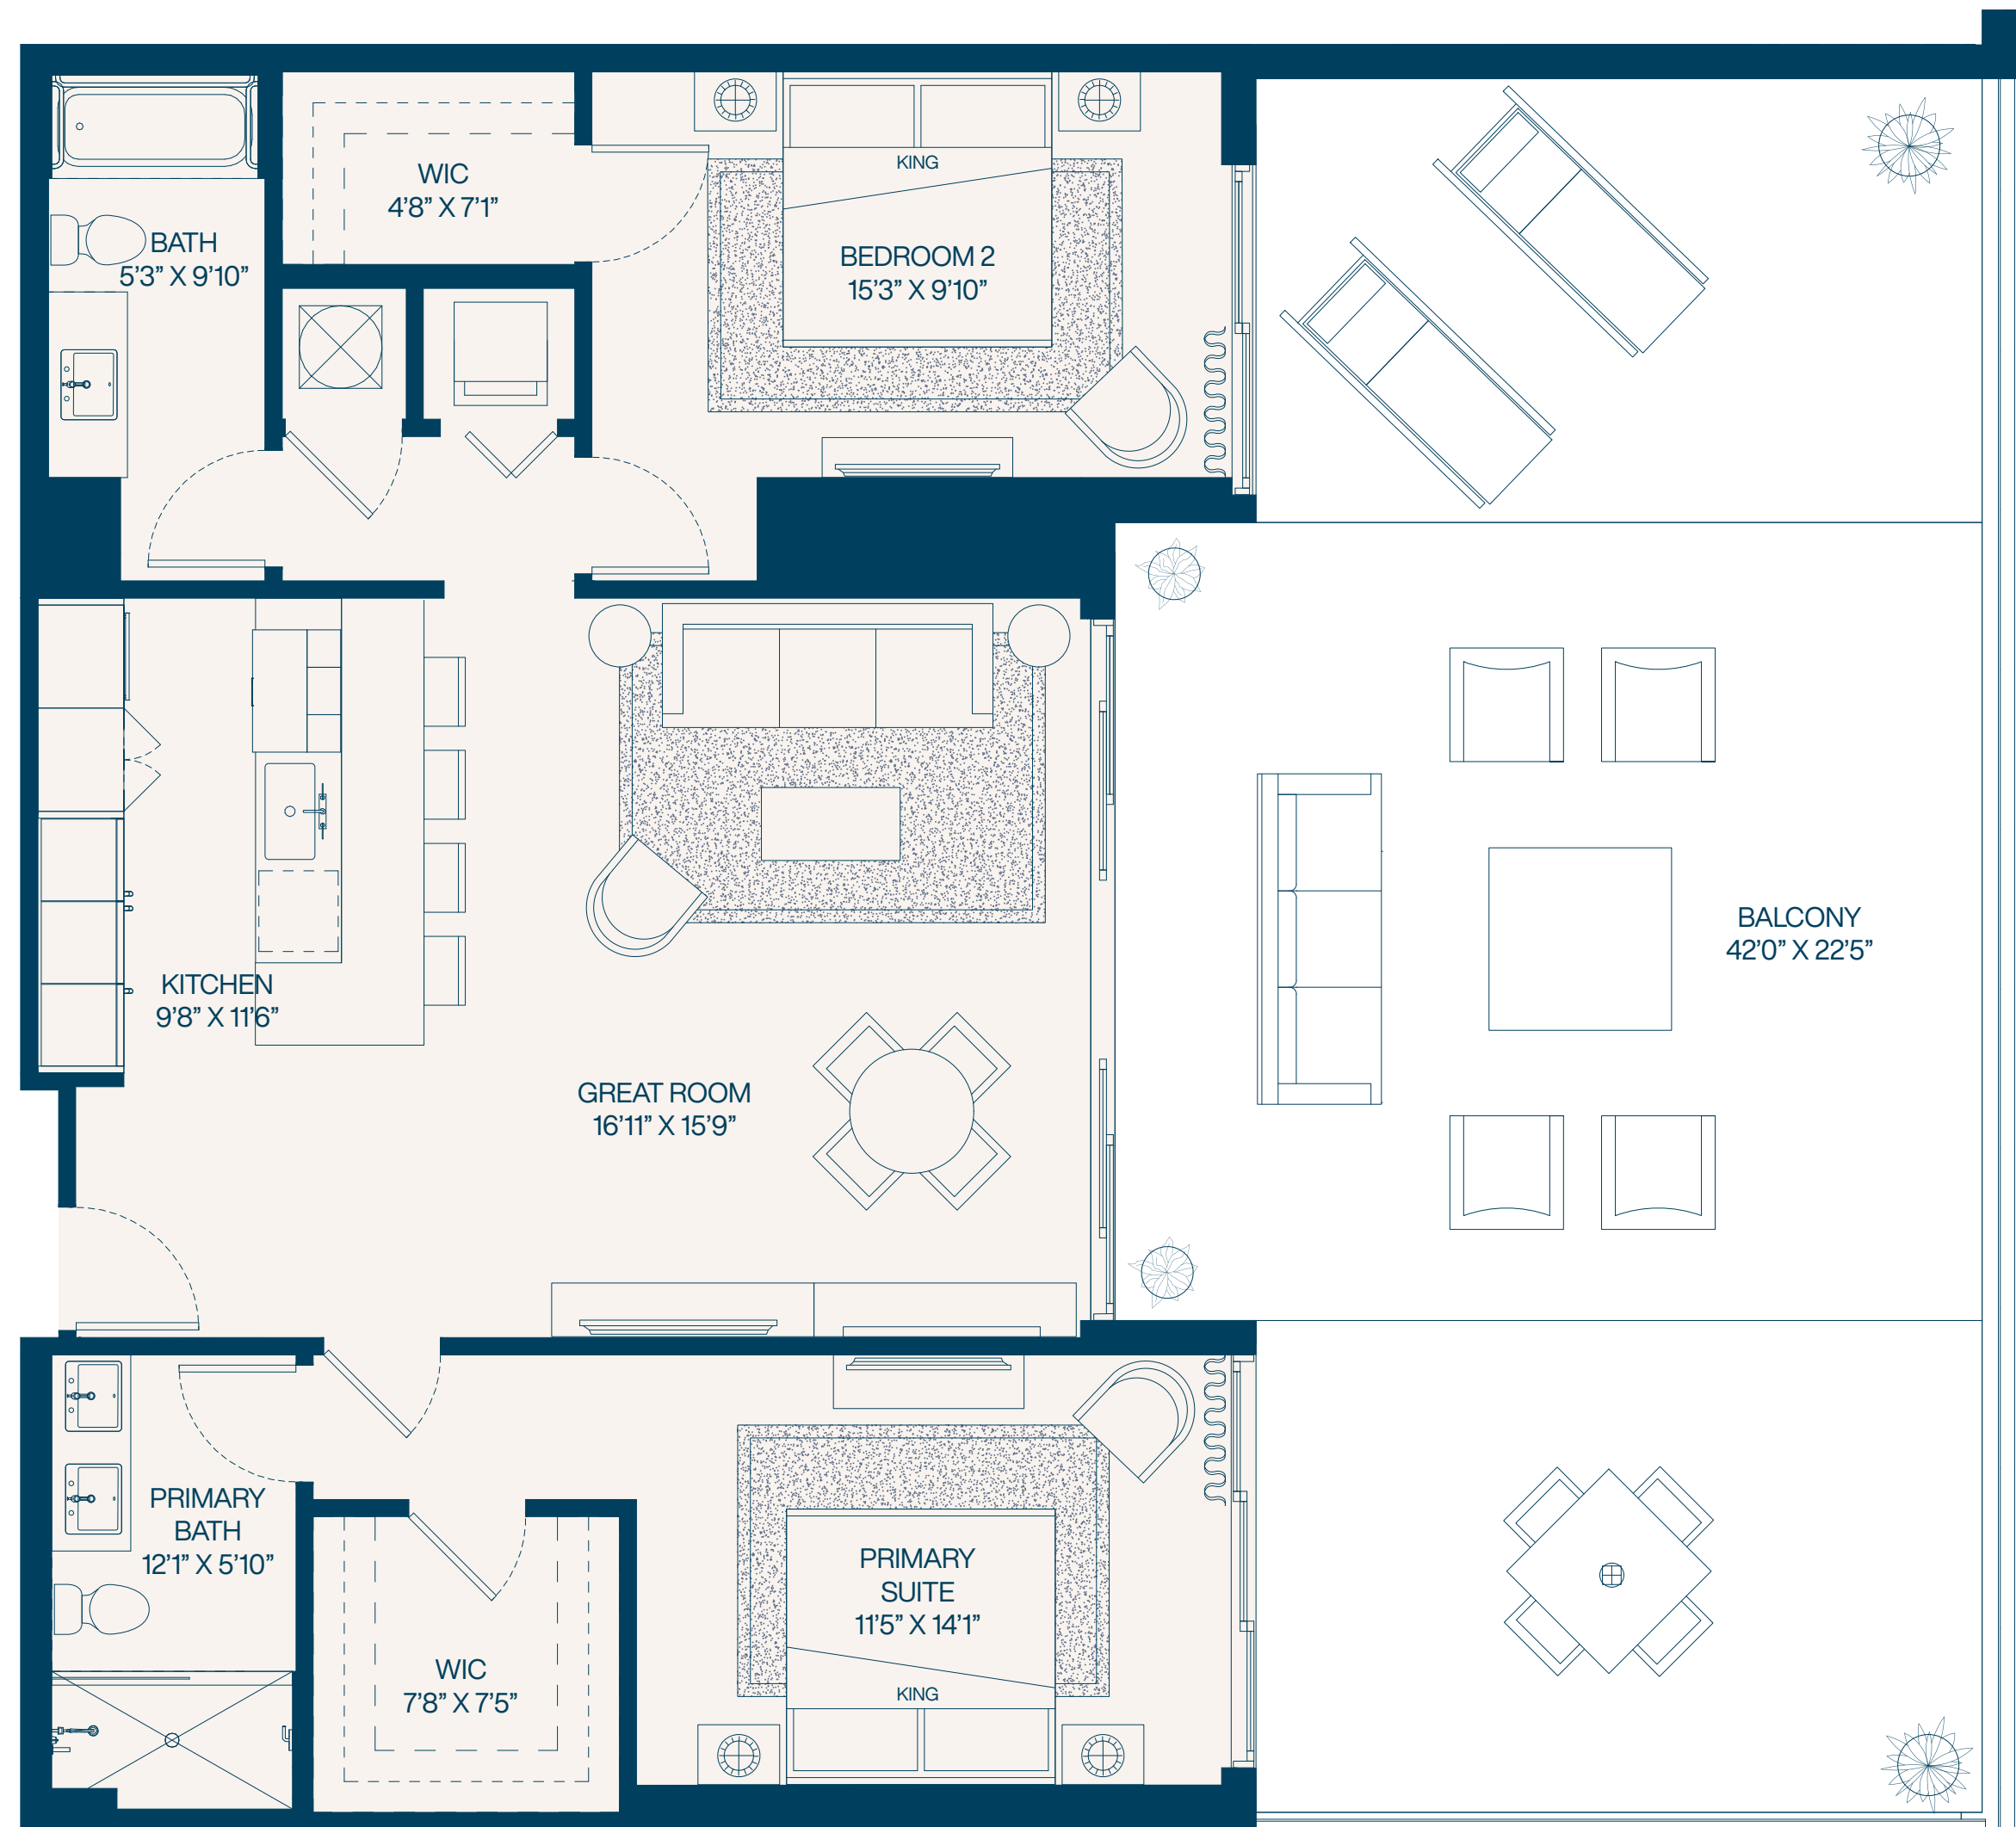 WIC
4’8” X 7’1”
KING
BATH
5’3” X 9’10”
BEDROOM 2
15’3” X 9’10”
BALCONY
42’0” X 22’5”
KITCHEN
9’8” X 11’6”
GREAT ROOM
16’11” X 15’9”
PRIMARY
BATH
12’1” X 5’10”
PRIMARY
SUITE
11’5” X 14’1”
WIC
7’8” X 7’5”
KING